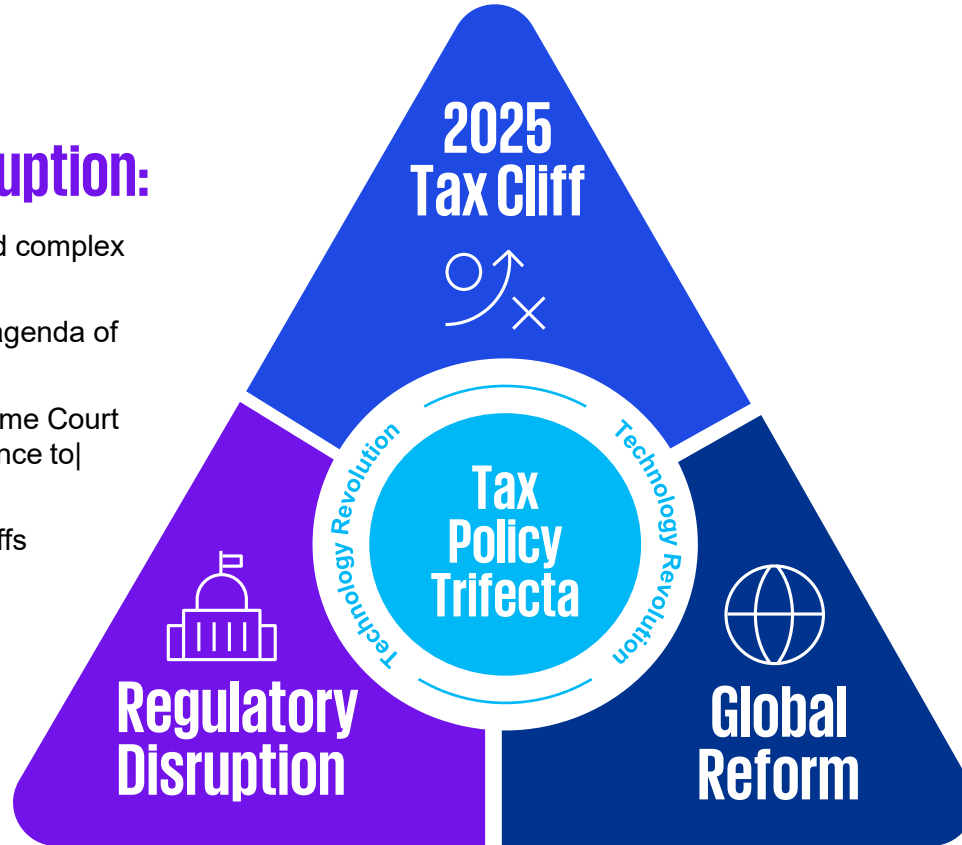 uption:
d complex
agenda of
me Court
nce to|
ffs
2025
Tax Cliff
Technology Revolution
Technology Revolution
Tax
Policy
Trifecta
Regulatory
Disruption
Global
Reform